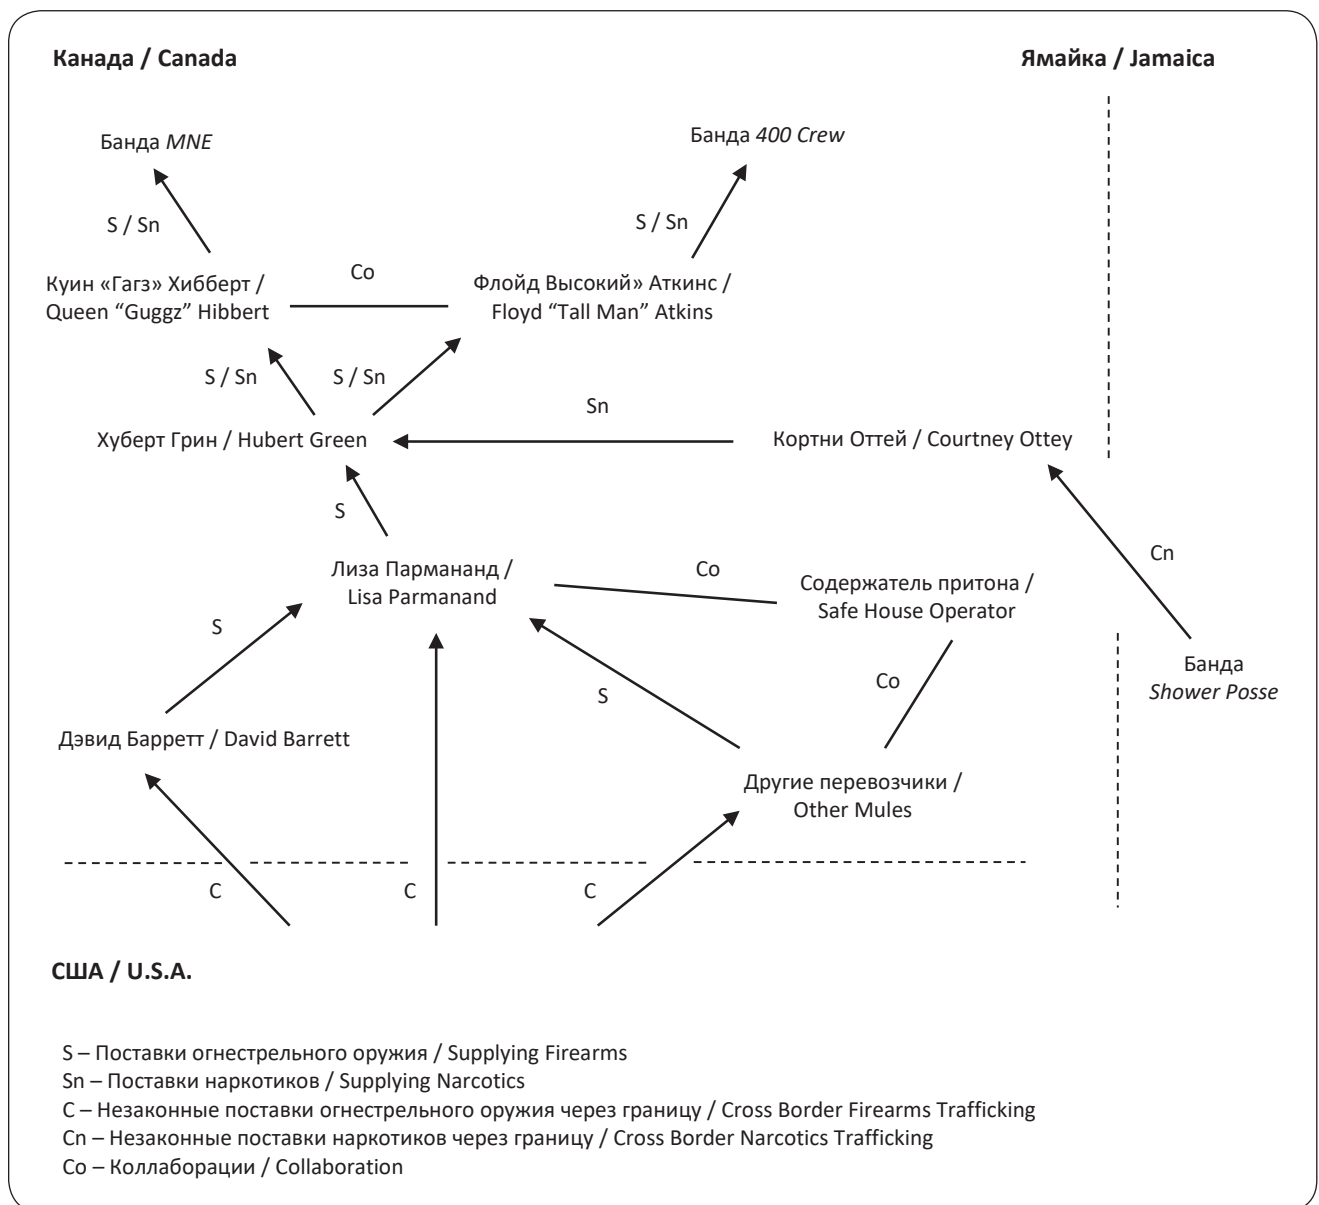 Канада / Canada
Ямайка / Jamaica
Банда MNE
Банда 400 Crew
S / Sn
S / Sn
Куин «Гагз» Хибберт /
Queen “Guggz” Hibbert
Co
Флойд Высокий» Аткинс /
Floyd “Tall Man” Atkins
S / Sn
S / Sn
Sn
Хуберт Грин / Hubert Green
Кортни Оттей / Courtney Ottey
S
Cn
Лиза Пармананд /
Lisa Parmanand
Co
Содержатель притона /
Safe House Operator
S
S
Co
Банда
Shower Posse
Дэвид Барретт / David Barrett
Другие перевозчики /
Other Mules
C
C
C
США / U.S.A.
S – Поставки огнестрельного оружия / Supplying Firearms
Sn – Поставки наркотиков / Supplying Narcotics
C – Незаконные поставки огнестрельного оружия через границу / Cross Border Firearms Trafficking
Cn – Незаконные поставки наркотиков через границу / Cross Border Narcotics Trafficking
Co – Коллаборации / Collaboration